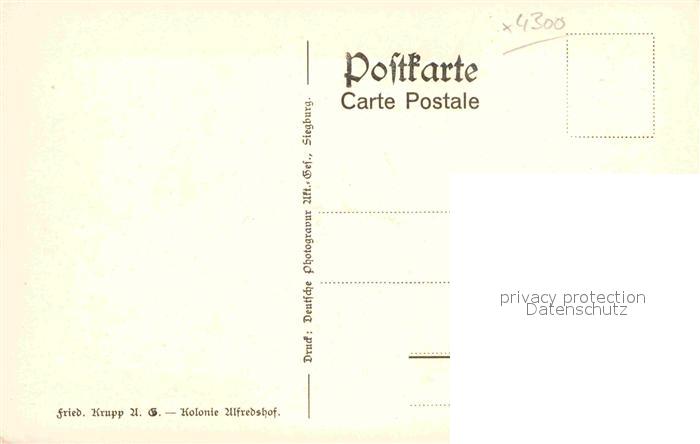 x4300
Poſtkarte
Carte Postale
Druck: Deutſche Photogravur Akt.-Geſ., Siegburg.
privacy protection
Datenschutz
Fried. Krupp A. G. — Kolonie Alfredshof.